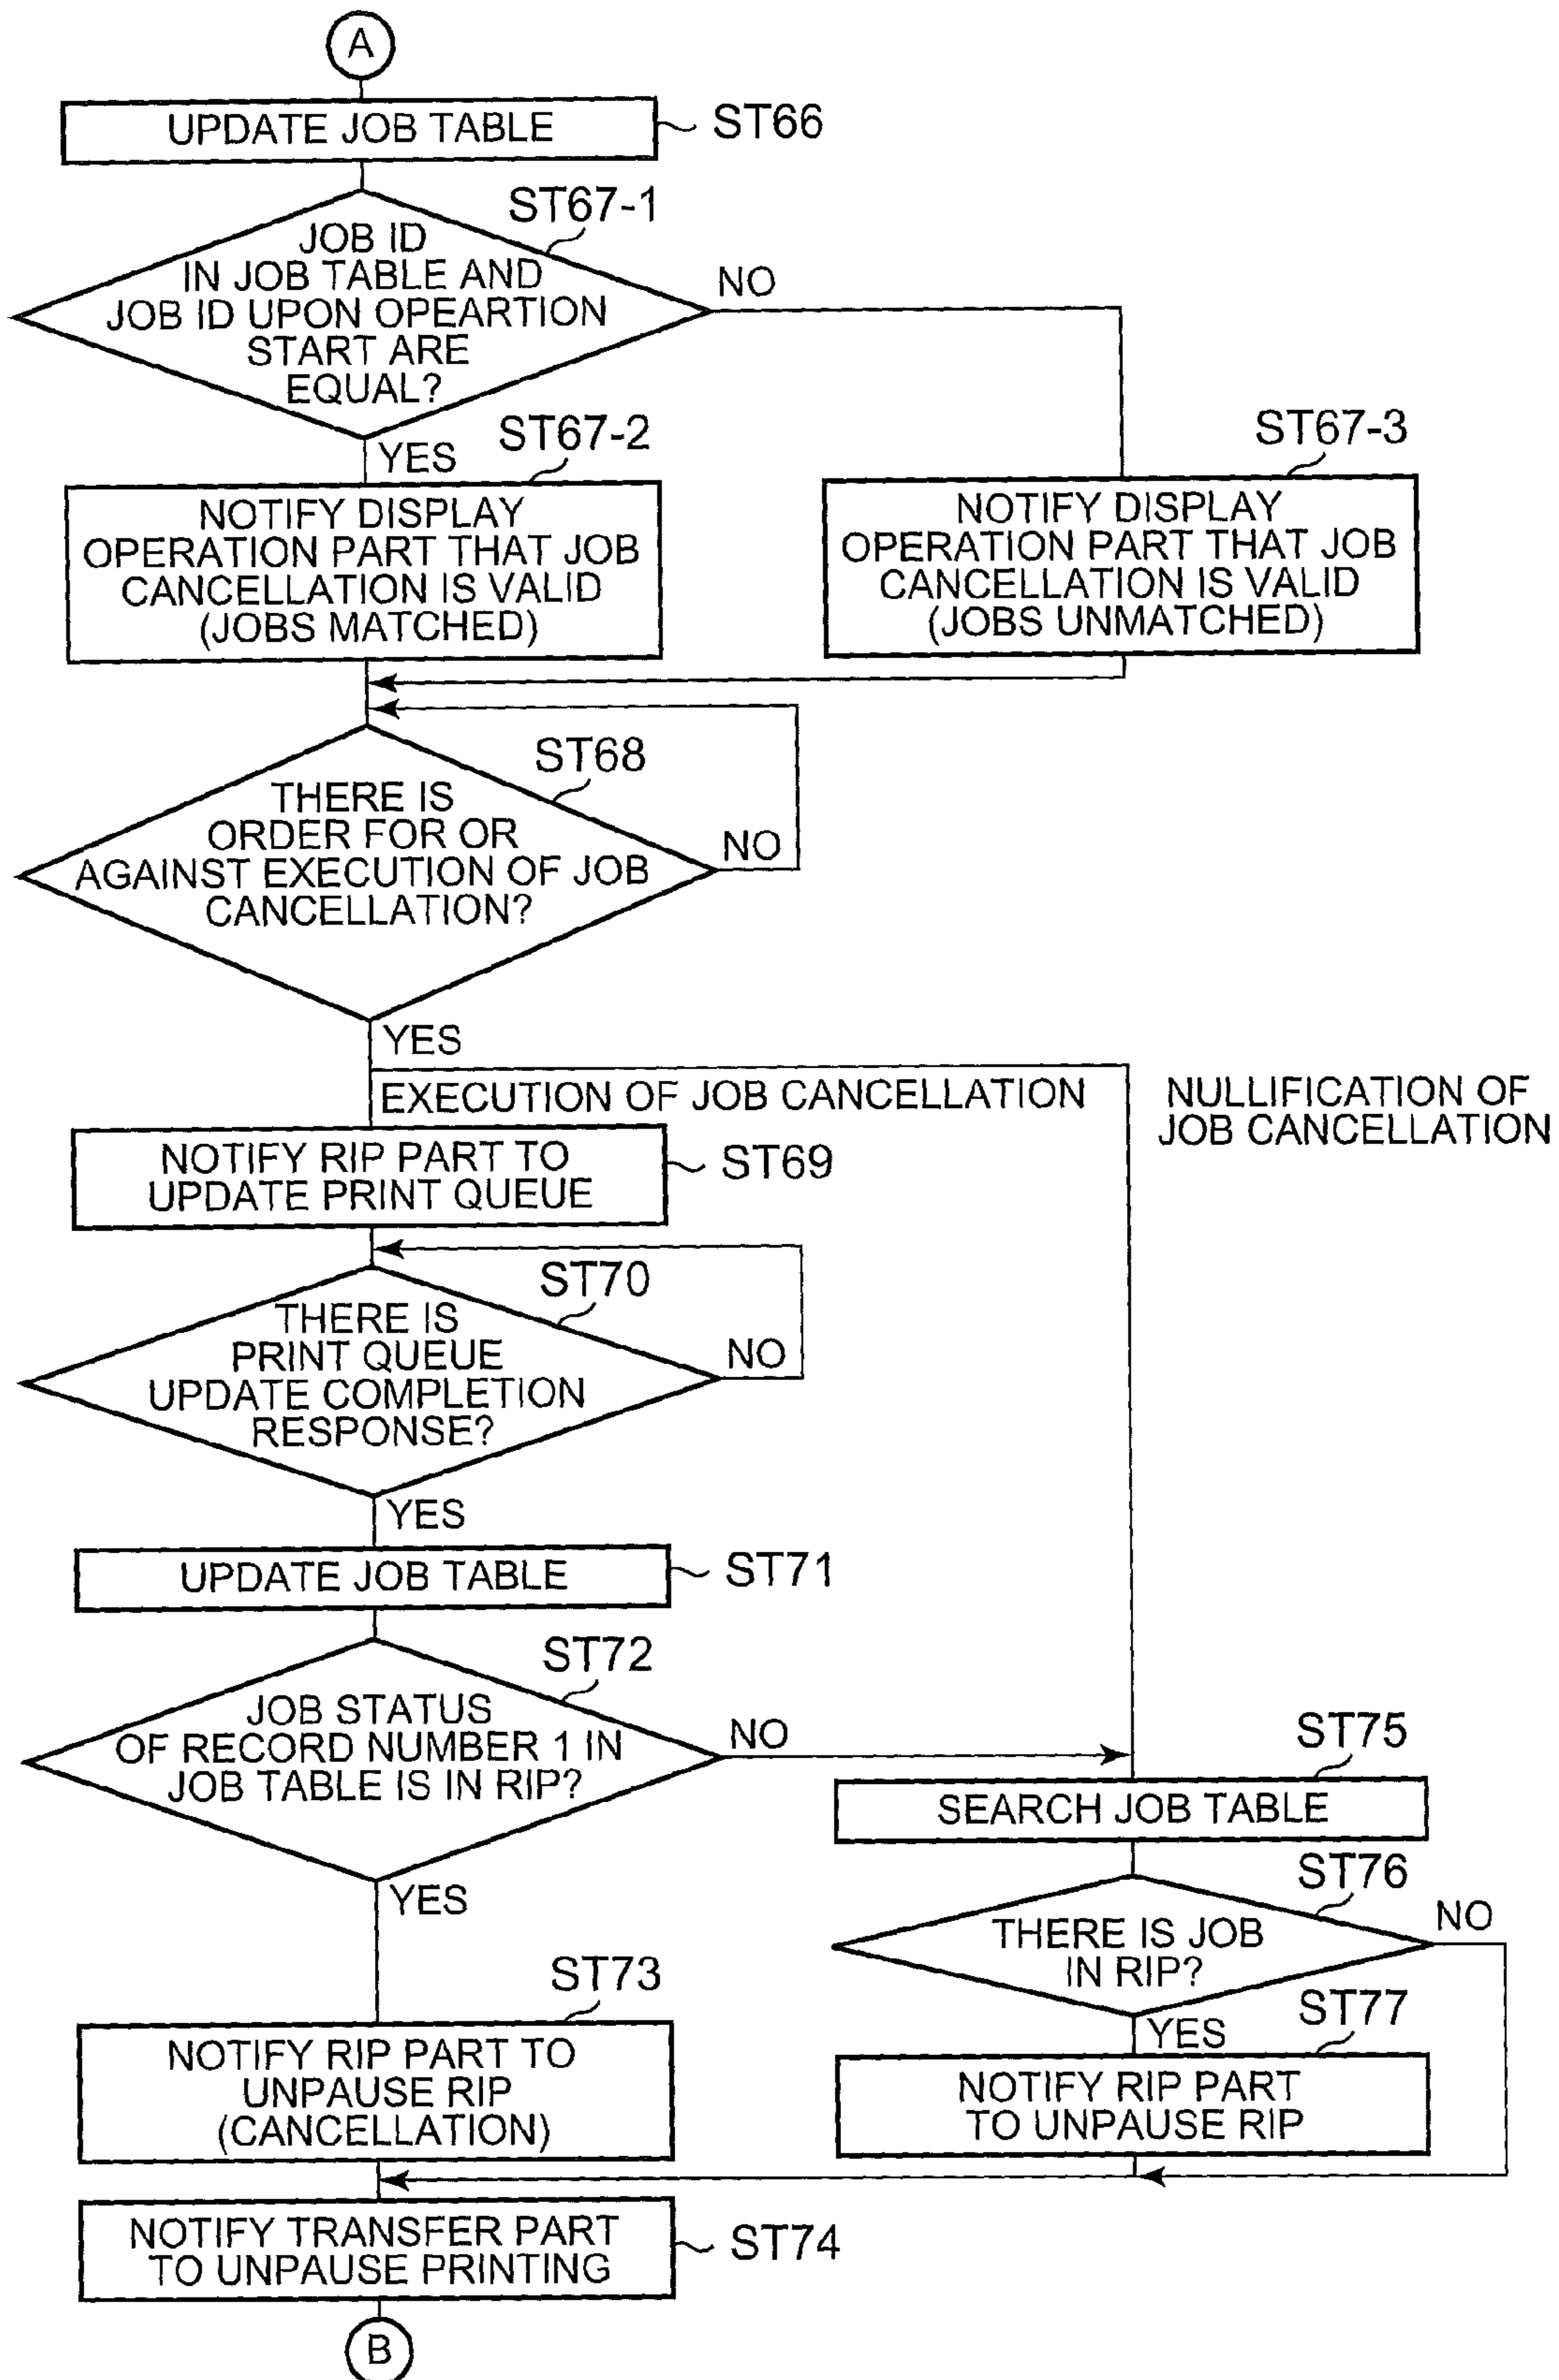 A
UPDATE JOB TABLE
ST66
ST67-1
JOB ID
IN JOB TABLE AND
JOB ID UPON OPEARTION
START ARE
EQUAL?
NO
YES
ST67-2
NOTIFY DISPLAY
OPERATION PART THAT JOB
CANCELLATION IS VALID
(JOBS MATCHED)
ST67-3
NOTIFY DISPLAY
OPERATION PART THAT JOB
CANCELLATION IS VALID
(JOBS UNMATCHED)
ST68
THERE IS
ORDER FOR OR
AGAINST EXECUTION OF JOB
CANCELLATION?
NO
YES
EXECUTION OF JOB CANCELLATION
NULLIFICATION OF
JOB CANCELLATION
NOTIFY RIP PART TO
UPDATE PRINT QUEUE
ST69
ST70
THERE IS
PRINT QUEUE
UPDATE COMPLETION
RESPONSE?
NO
YES
UPDATE JOB TABLE
ST71
ST72
JOB STATUS
OF RECORD NUMBER 1 IN
JOB TABLE IS IN RIP?
NO
YES
ST75
SEARCH JOB TABLE
ST76
THERE IS JOB
IN RIP?
NO
YES
ST77
NOTIFY RIP PART
TO UNPAUSE RIP
ST73
NOTIFY RIP PART TO
UNPAUSE RIP
(CANCELLATION)
NOTIFY TRANSFER PART
TO UNPAUSE PRINTING
ST74
B